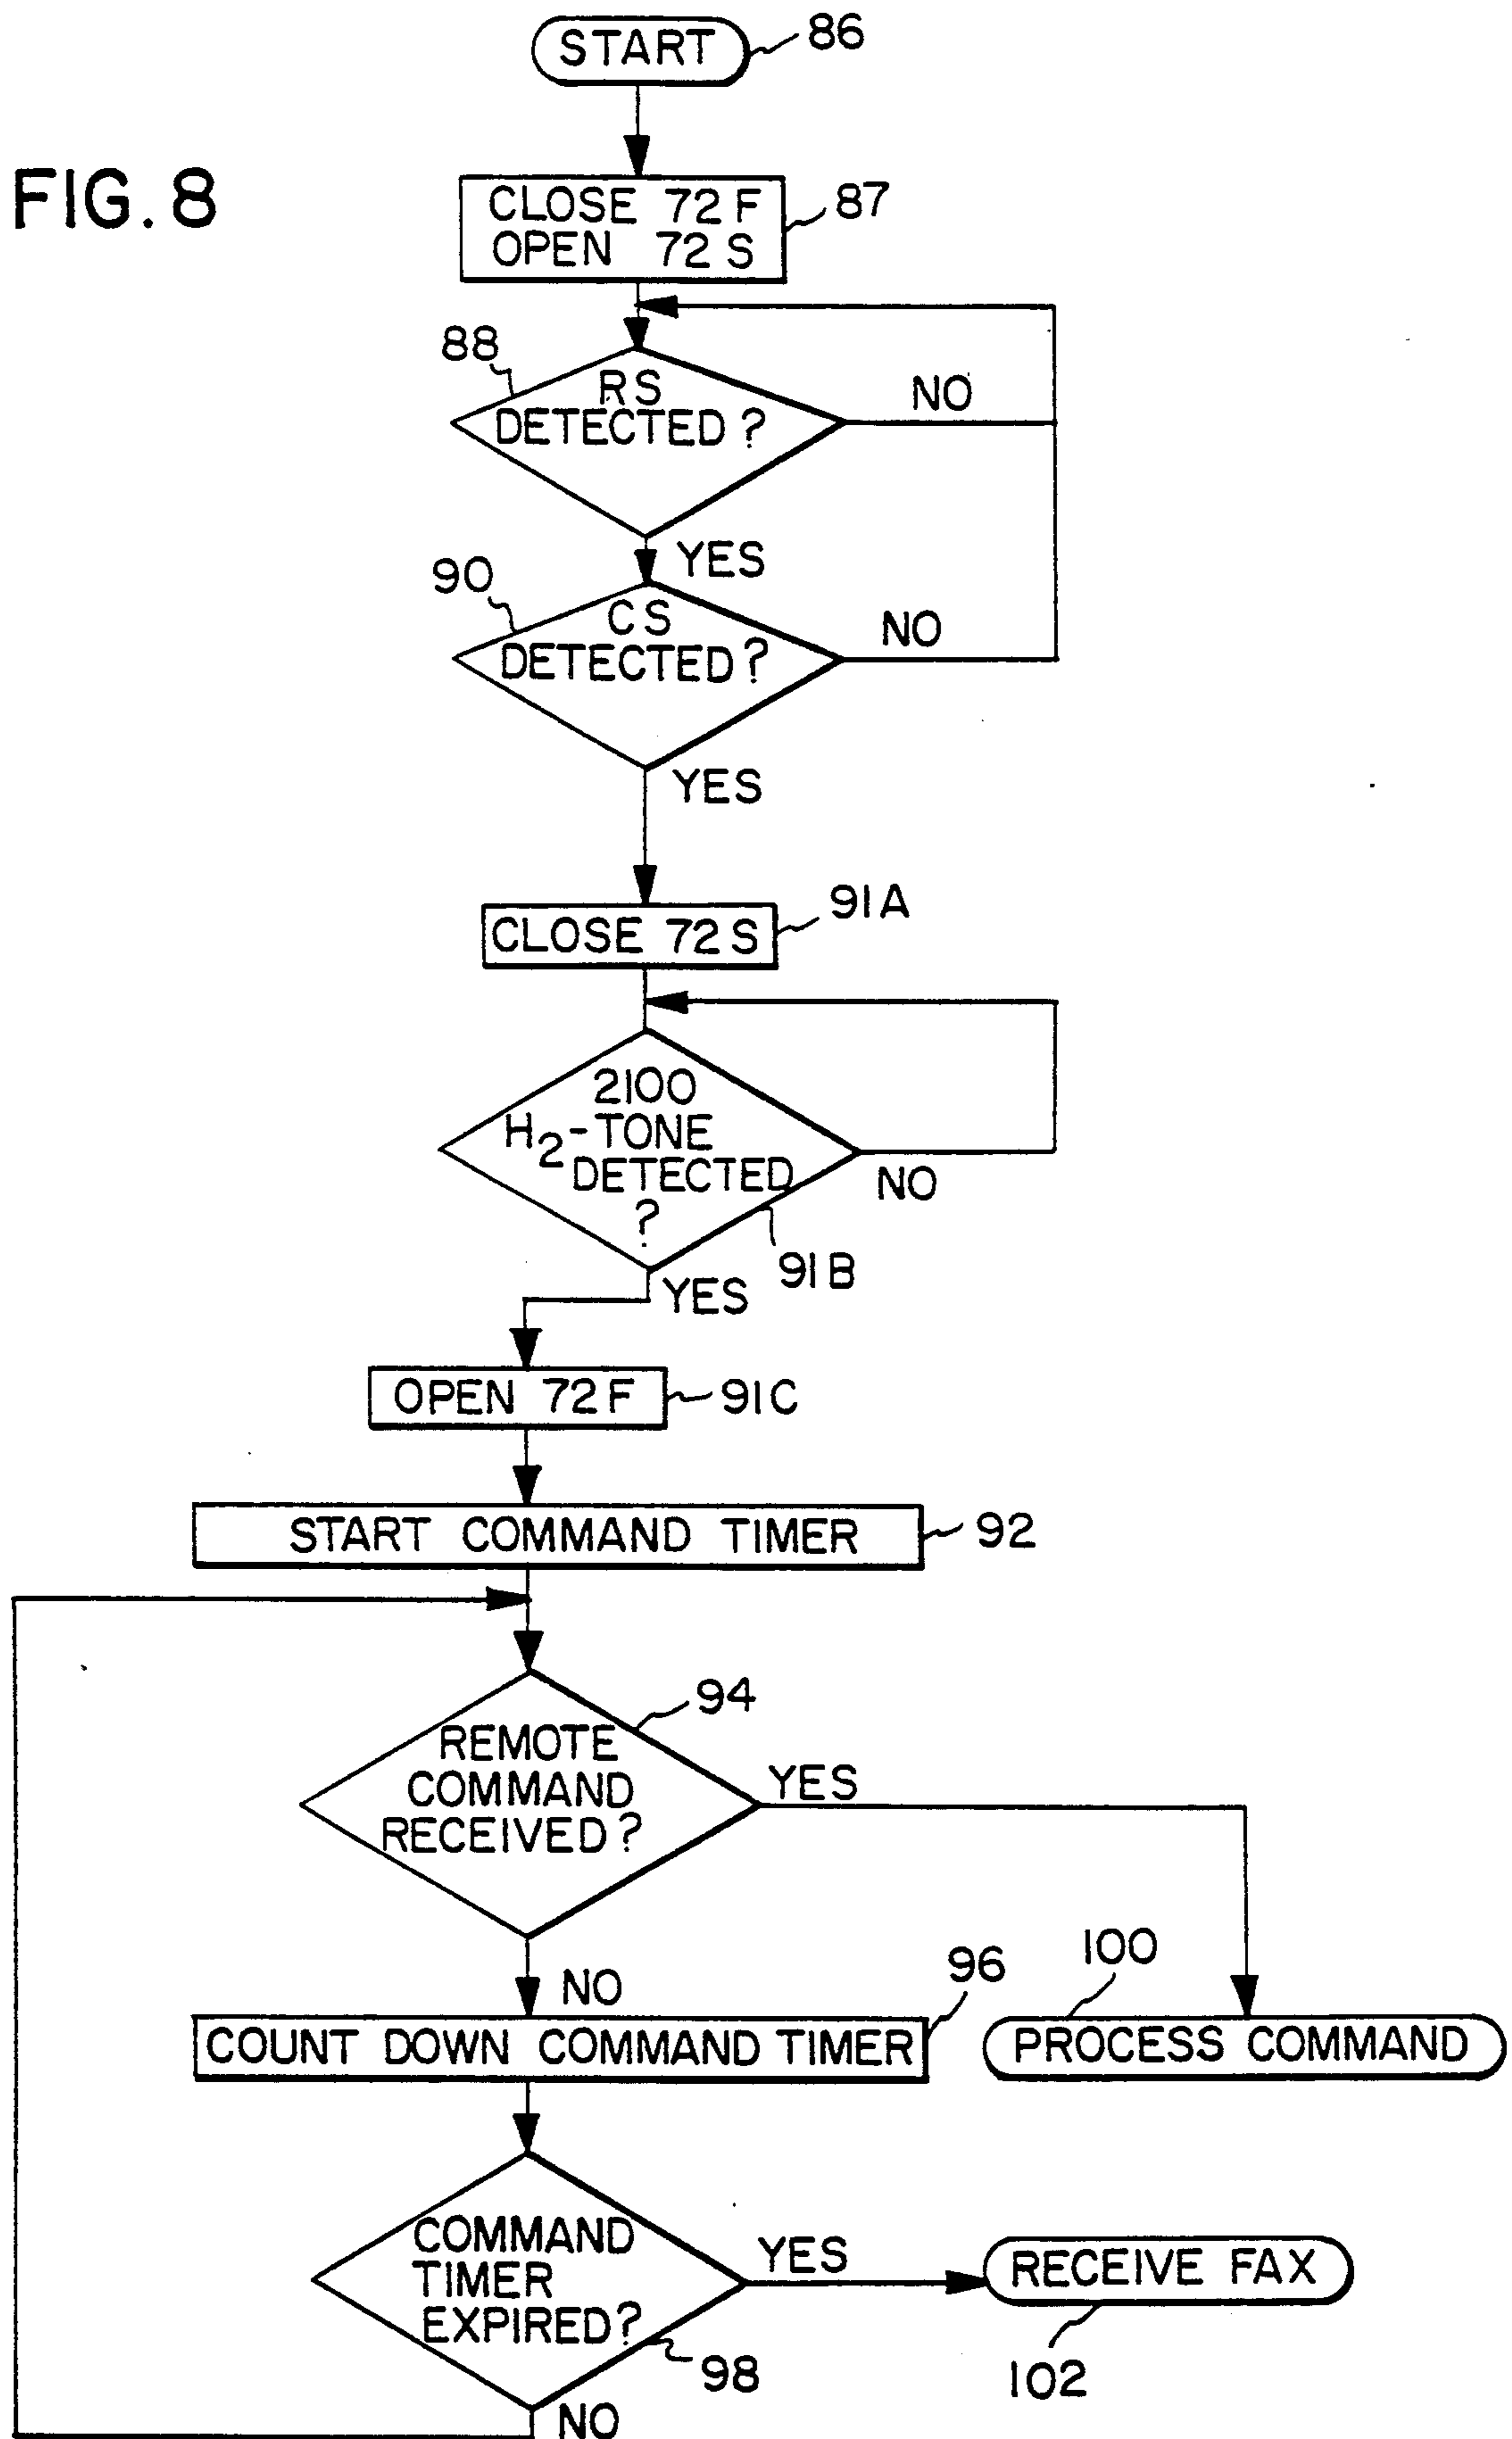 START
86
FIG. 8
CLOSE 72 F
OPEN 72 S
87
88
RS
DETECTED ?
NO
YES
90
CS
DETECTED ?
NO
YES
CLOSE 72 S
91A
2100
H2-TONE
DETECTED
?
NO
91B
YES
OPEN 72 F
91C
START COMMAND TIMER
92
94
REMOTE
COMMAND
RECEIVED ?
YES
NO
96
100
COUNT DOWN COMMAND TIMER
PROCESS COMMAND
COMMAND
TIMER
EXPIRED ?
YES
RECEIVE FAX
98
102
NO